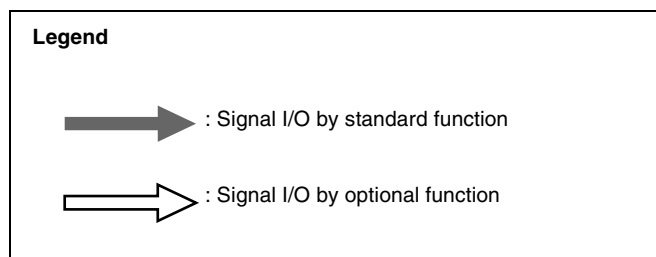 Legend
: Signal I/O by standard function
: Signal I/O by optional function